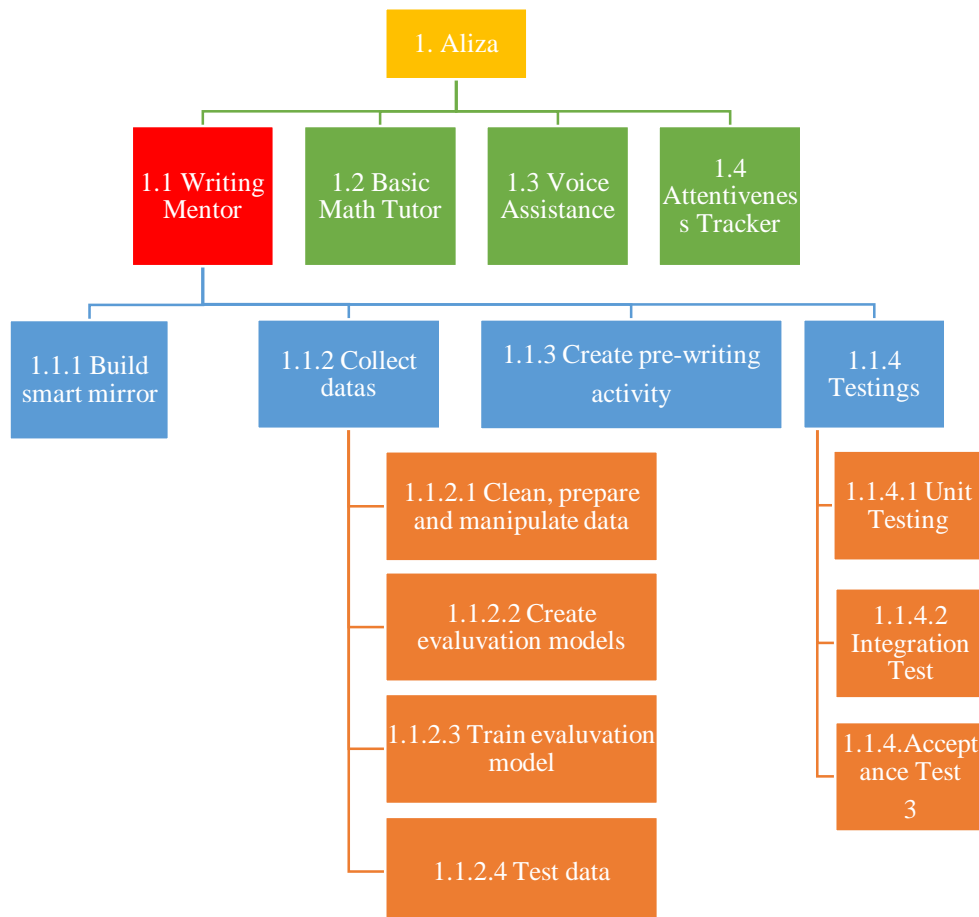 1. Aliza
1.1 Writing
Mentor
1.2 Basic
Math Tutor
1.3 Voice
Assistance
1.4
Attentivenes
s Tracker
1.1.1 Build
smart mirror
1.1.2 Collect
datas
1.1.3 Create pre-writing
activity
1.1.4
Testings
1.1.2.1 Clean, prepare
and manipulate data
1.1.2.2 Create
evaluvation models
1.1.2.3 Train evaluvation
model
1.1.2.4 Test data
1.1.4.1 Unit
Testing
1.1.4.2
Integration
Test
1.1.4.Accept
ance Test
3